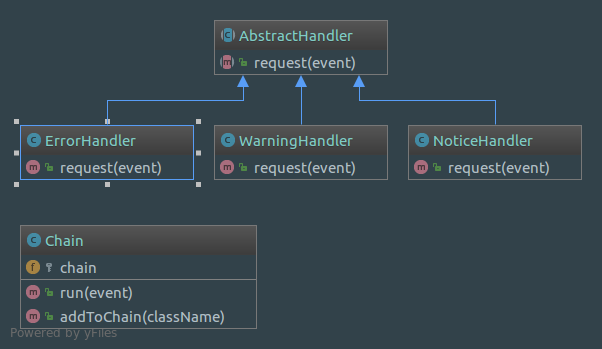 AbstractHandler
request(event)
ErrorHandler
request(event)
WarningHandler
request(event)
NoticeHandler
request(event)
Chain
chain
run(event)
addToChain(className)
Powered by yFiles